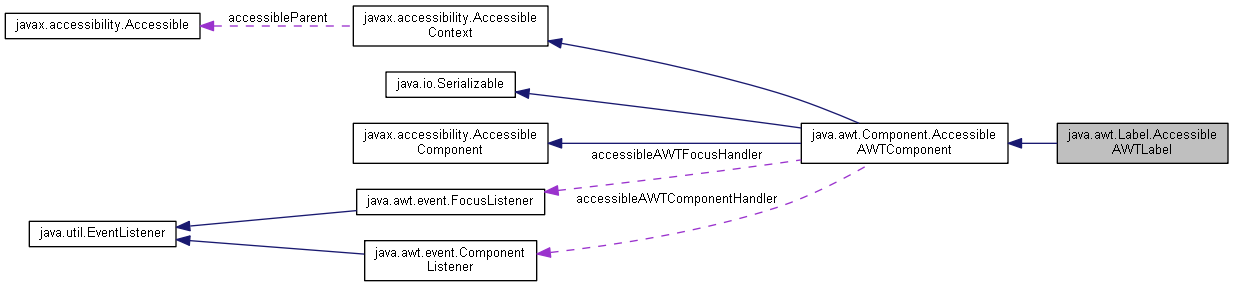 javax.accessibility.Accessible
accessibleParent
javax.accessibility.Accessible
Context
java.io.Serializable
javax.accessibility.Accessible
Component
java.awt.Component.Accessible
AWTComponent
java.awt.Label.Accessible
AWTLabel
accessibleAWTFocusHandler
java.awt.event.FocusListener
accessibleAWTComponentHandler
java.util.EventListener
java.awt.event.Component
Listener